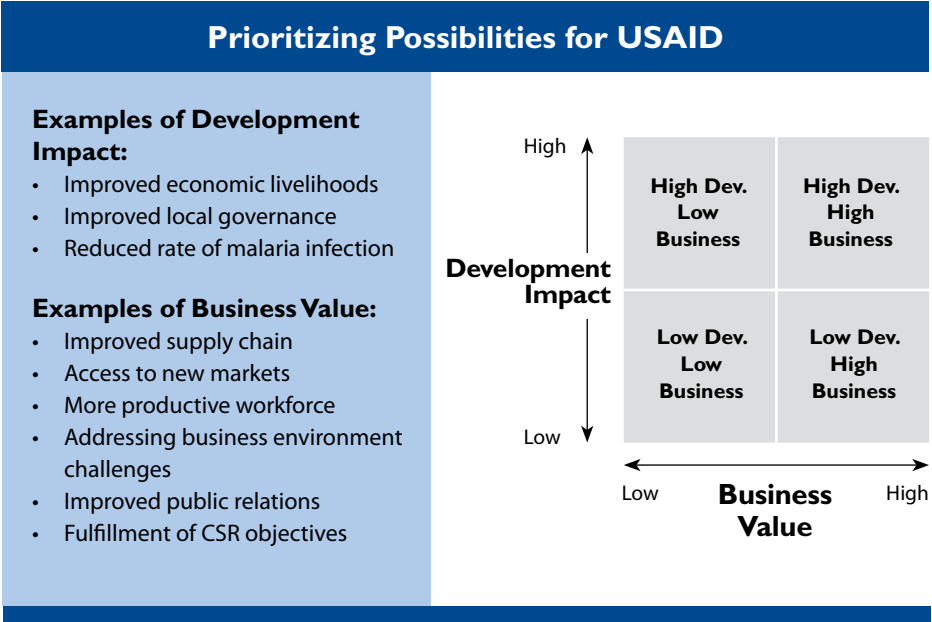 Prioritizing Possibilities for USAID
Examples of Development
Impact:
• Improved economic livelihoods
• Improved local governance
• Reduced rate of malaria infection
Examples of Business Value:
• Improved supply chain
• Access to new markets
• More productive workforce
• Addressing business environment
challenges
• Improved public relations
• Fulfillment of CSR objectives
High
Development
Impact
Low
High Dev.
Low
Business
High Dev.
High
Business
Low Dev.
Low
Business
Low Dev.
High
Business
Low
Business
Value
High